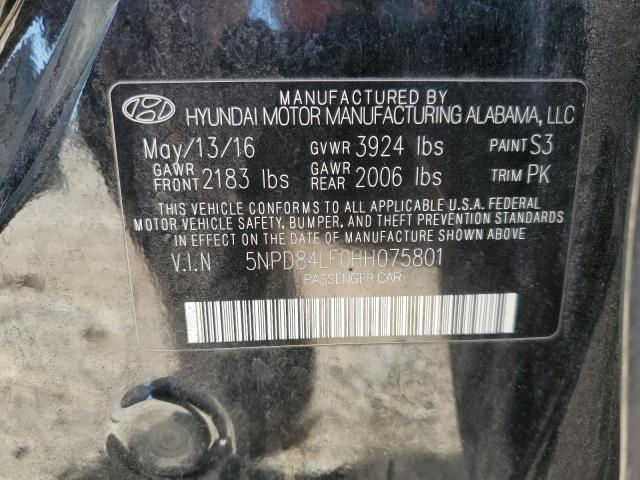 MANUFACTURED BY
HYUNDAI MOTOR MANUFACTURING ALABAMA, LLC
May/13/16 GVWR 3924 lbs PAINT S3
GAWR FRONT 2183 lbs GAWR REAR 2006 lbs TRIM PK
THIS VEHICLE CONFORMS TO ALL APPLICABLE U.S.A. FEDERAL
MOTOR VEHICLE SAFETY, BUMPER, AND THEFT PREVENTION STANDARDS
IN EFFECT ON THE DATE OF MANUFACTURE SHOWN ABOVE.
V.I.N 5NPD84LF0HH075801
PASSENGER CAR